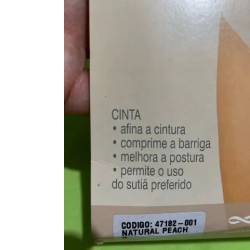 CINTA
• afina a cintura
• comprime a barriga
• melhora a postura
• permite o uso
do sutiã preferido
CODIGO: 47182-001
NATURAL PEACH